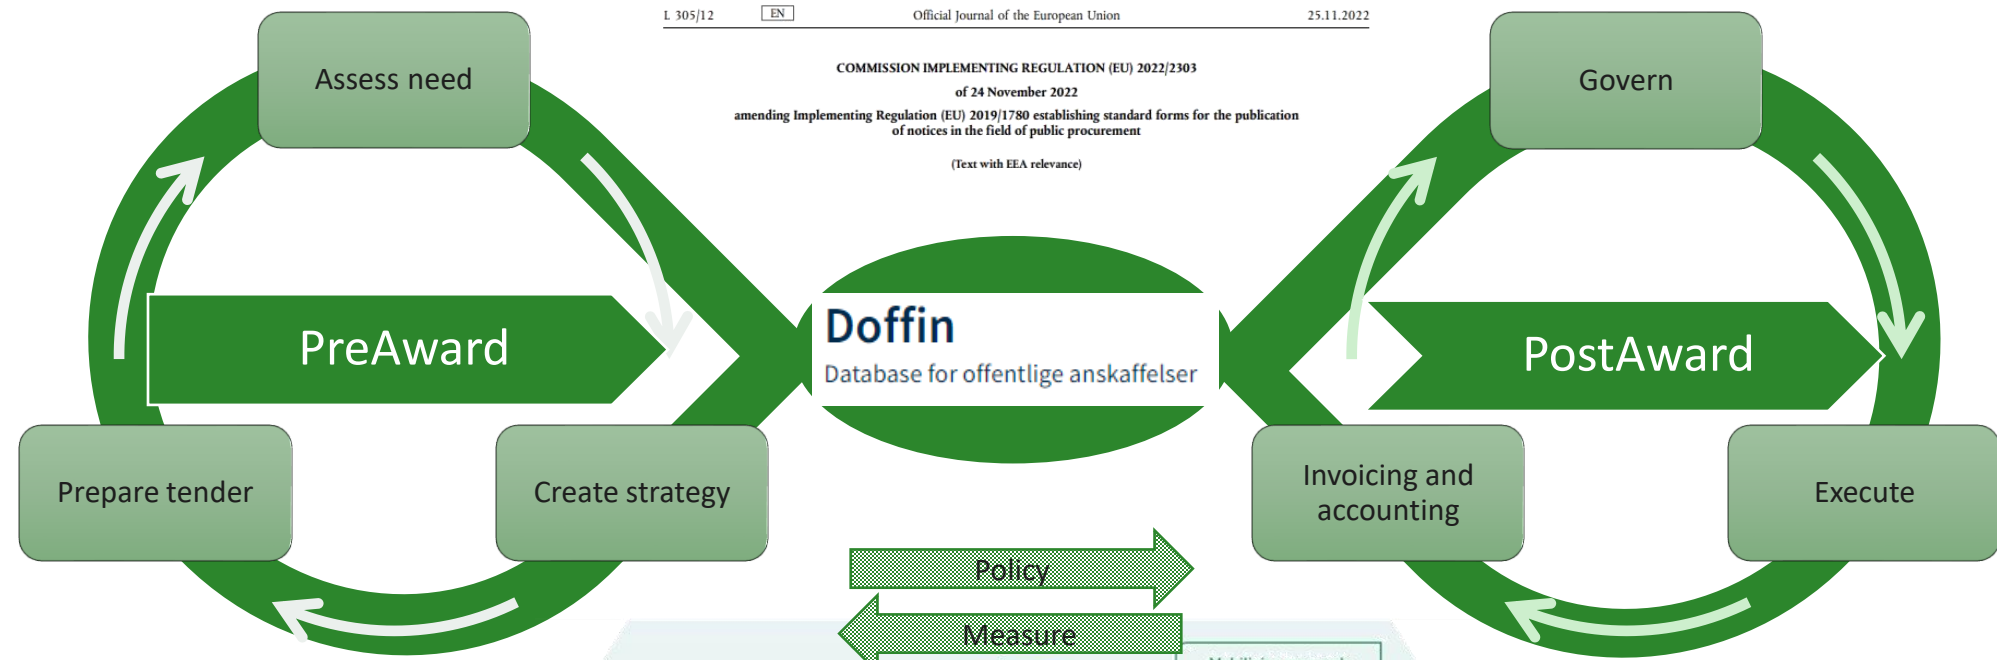 L 305/12 EN Official Journal of the European Union 25.11.2022
COMMISSION IMPLEMENTING REGULATION (EU) 2022/2303
of 24 November 2022
amending Implementing Regulation (EU) 2019/1780 establishing standard forms for the publication
of notices in the field of public procurement
(Text with EEA relevance)
Assess need
PreAward
Prepare tender
Create strategy
Doffin
Database for offentlige anskaffelser
Govern
PostAward
Invoicing and
accounting
Execute
Policy
Measure